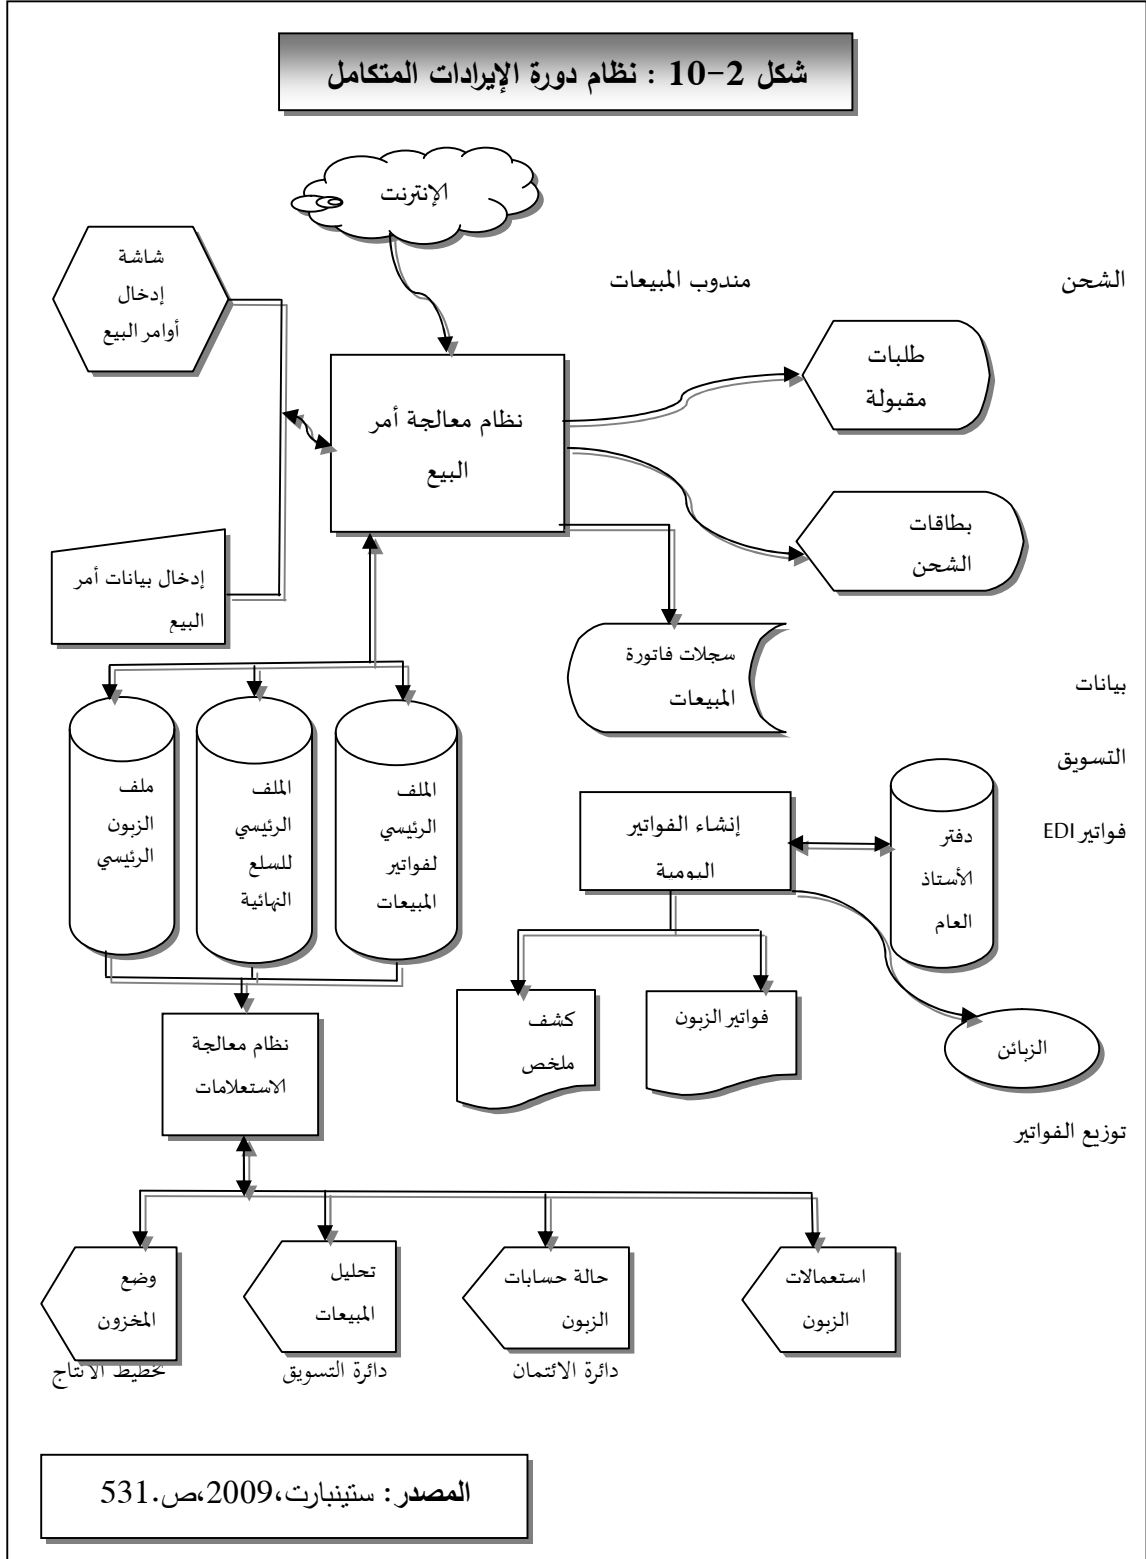 شكل 2-10 : نظام دورة الإيرادات المتكامل
الإنترنت
شاشة
إدخال
أوامر البيع
مندوب المبيعات
الشحن
طلبات
مقبولة
نظام معالجة أمر
البيع
بطاقات
الشحن
إدخال بيانات أمر
البيع
سجلات فاتورة
المبيعات
بيانات
التسويق
فواتير EDI
ملف
الزبون
الرئيسي
الملف
الرئيسي
للسلع
النهائية
الملف
الرئيسي
لفواتير
المبيعات
إنشاء الفواتير
اليومية
دفتر
الأستاذ
العام
كشف
ملخص
فواتير الزبون
الزبائن
نظام معالجة
الاستعلامات
توزيع الفواتير
وضع
المخزون
تحليل
المبيعات
حالة حسابات
الزبون
استعمالات
الزبون
تخطيط الانتاج
دائرة التسويق
دائرة الائتمان
المصدر: ستينبارت،2009،ص.531